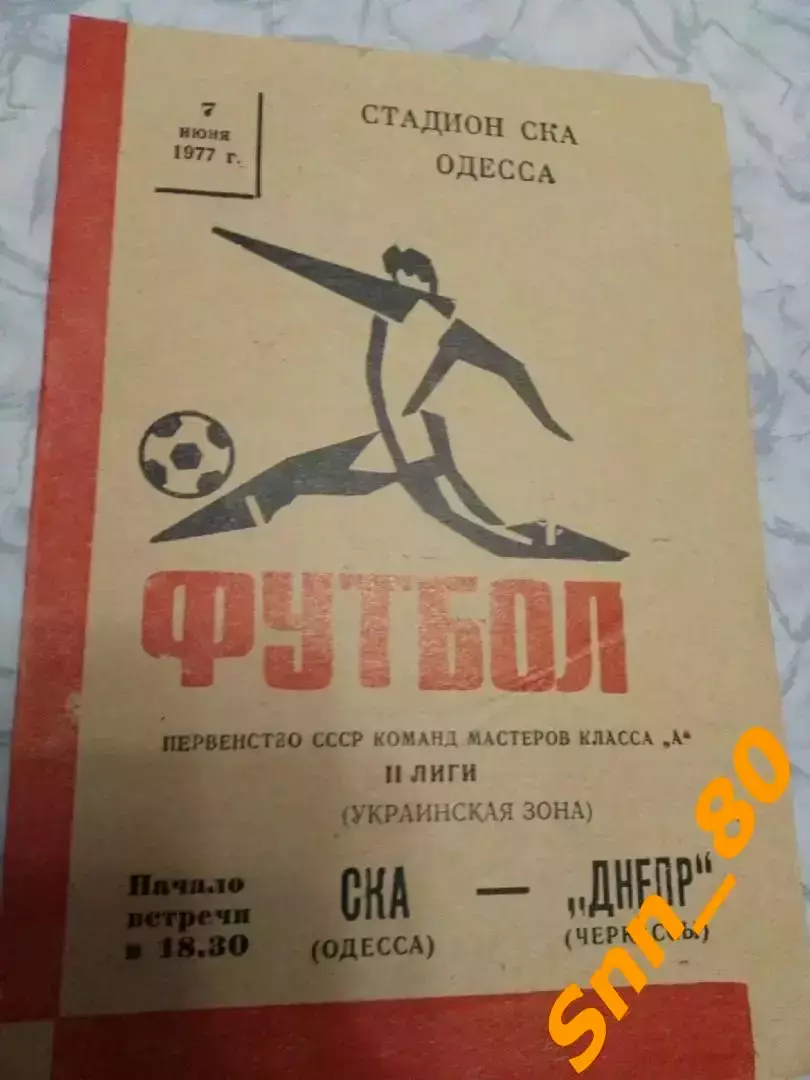 7
июня
1977 г.
СТАДИОН СКА
ОДЕССА
ФУТБОЛ
ПЕРВЕНСТВО СССР КОМАНД МАСТЕРОВ КЛАССА „А“
II ЛИГИ
(УКРАИНСКАЯ ЗОНА)
Начало
встречи
в 18.30
СКА — „ДНЕПР“
(ОДЕССА) (ЧЕРКАССЫ)
Snn_80